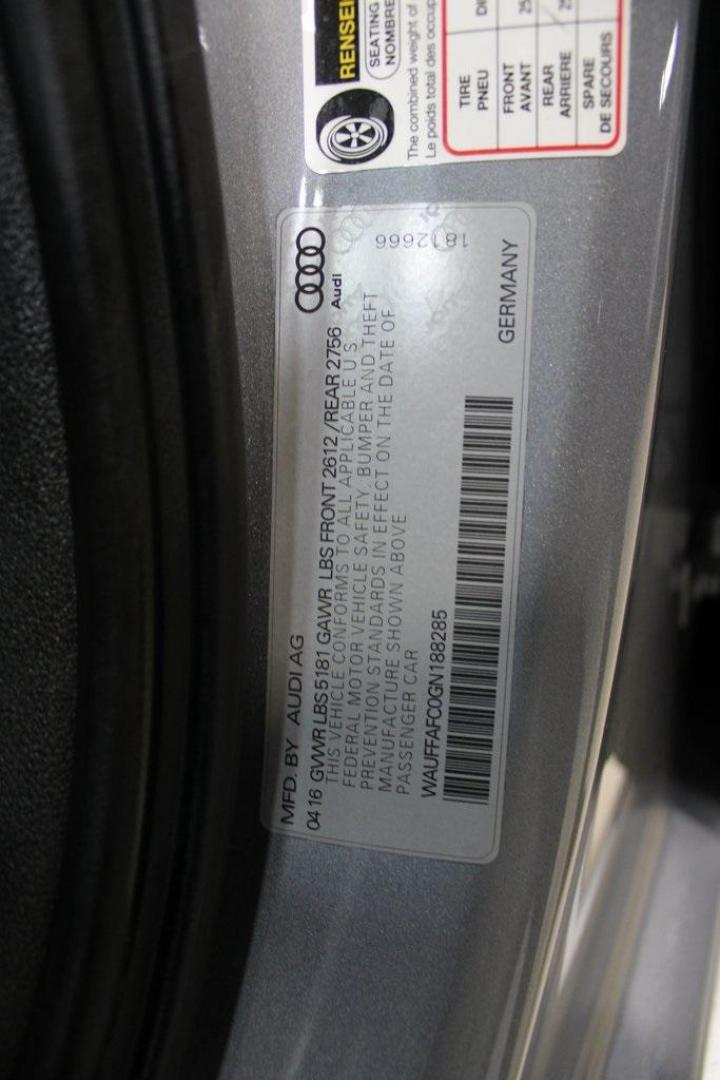 MFD. BY AUDI AG
0416 GVWR LBS 5181 GAWR LBS FRONT 2612 / REAR 2756
Audi
THIS VEHICLE CONFORMS TO ALL APPLICABLE U.S.
FEDERAL MOTOR VEHICLE SAFETY, BUMPER AND THEFT
PREVENTION STANDARDS IN EFFECT ON THE DATE OF
MANUFACTURE SHOWN ABOVE
PASSENGER CAR
WAUFFAFC0GN188285
GERMANY
1812666
SEATING
NOMBRE
The combined weight of
Le poids total des
TIRE
PNEU
FRONT
AVANT
25
REAR
ARRIERE
25
SPARE
DE SECOURS